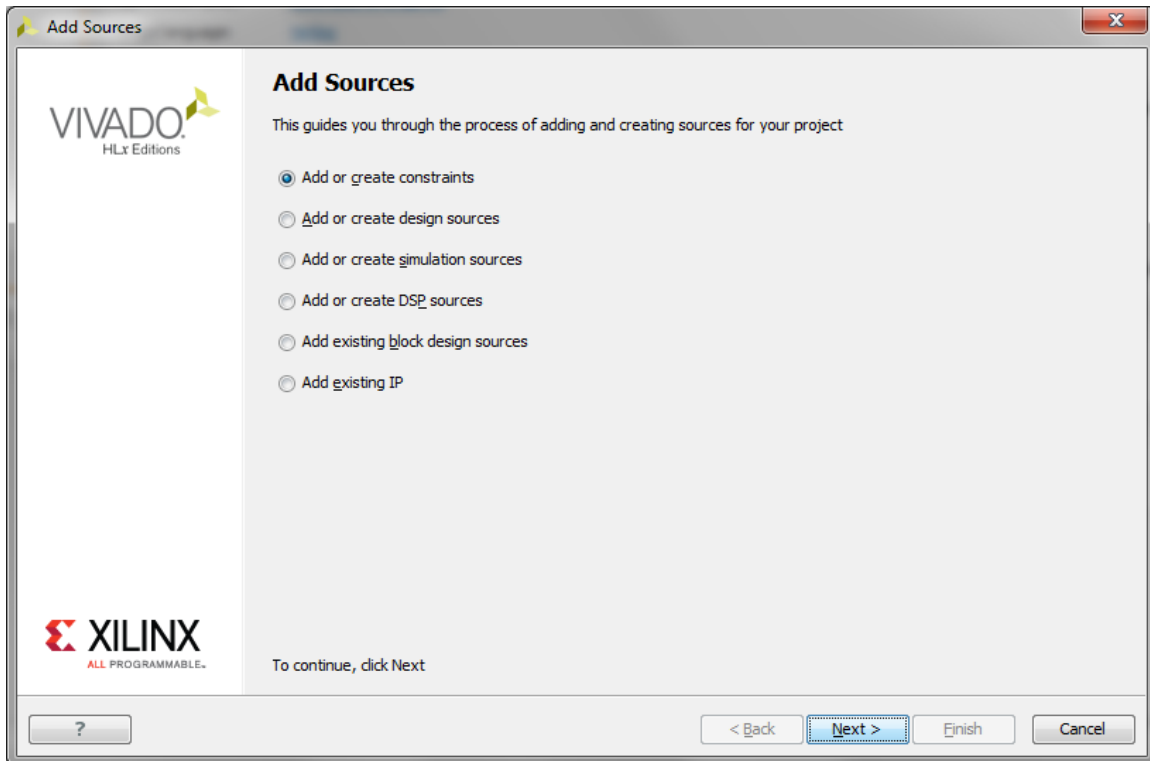 Add Sources
VIVADO.
HLx Editions
Add Sources
This guides you through the process of adding and creating sources for your project
Add or create constraints
Add or create design sources
Add or create simulation sources
Add or create DSP sources
Add existing block design sources
Add existing IP
XILINX
ALL PROGRAMMABLE™
To continue, click Next
?
< Back
Next >
Finish
Cancel